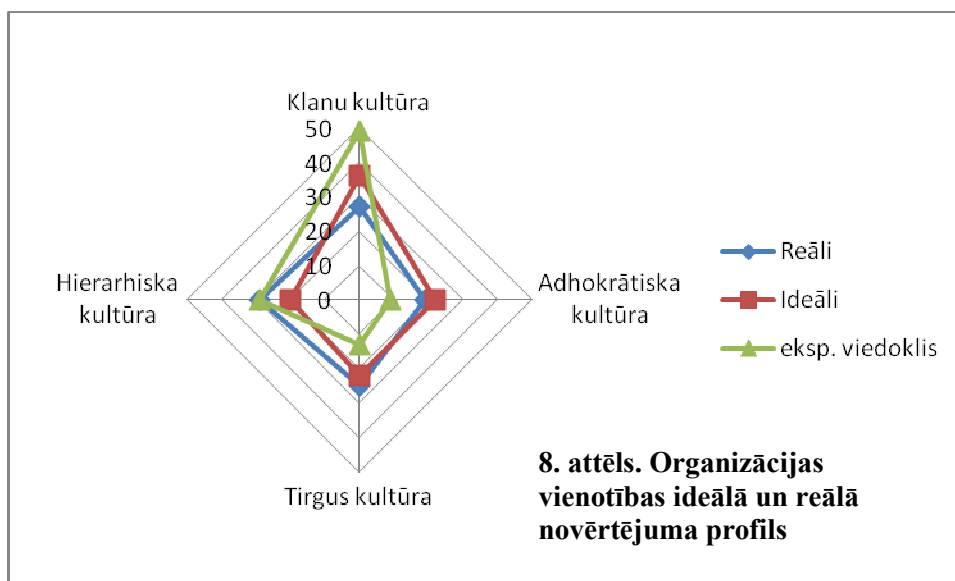 Klanu kultūra
50
40
30
20
10
0
Hierarhiska
kultūra
Adhokrātiska
kultūra
Tirgus kultūra
Reāli
Ideāli
eksp. viedoklis
8. attēls. Organizācijas
vienotības ideālā un reālā
novērtējuma profils